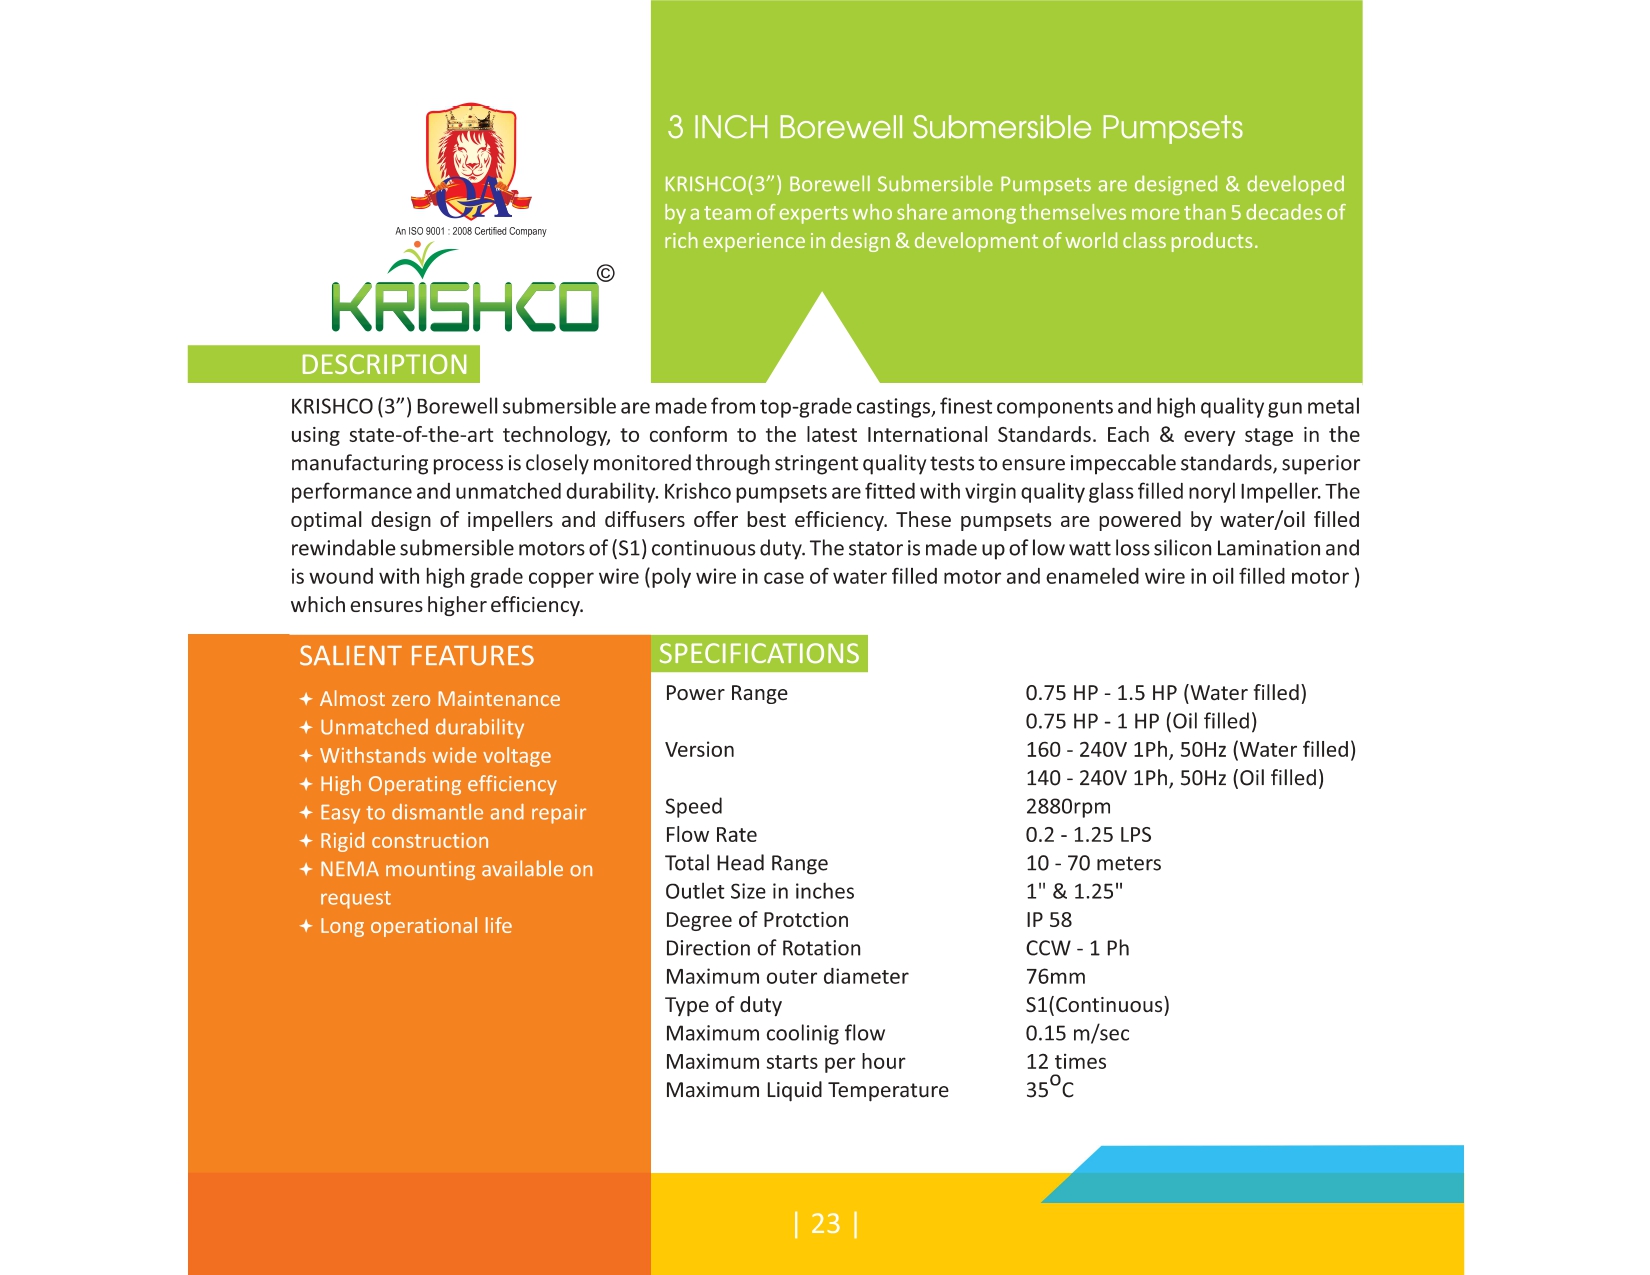 QA
An ISO 9001 : 2008 Certified Company
KRISHCO ©
3 INCH Borewell Submersible Pumpsets
KRISHCO(3”) Borewell Submersible Pumpsets are designed & developed
by a team of experts who share among themselves more than 5 decades of
rich experience in design & development of world class products.
DESCRIPTION
KRISHCO (3”) Borewell submersible are made from top-grade castings, finest components and high quality gun metal
using state-of-the-art technology, to conform to the latest International Standards. Each & every stage in the
manufacturing process is closely monitored through stringent quality tests to ensure impeccable standards, superior
performance and unmatched durability. Krishco pumpsets are fitted with virgin quality glass filled noryl Impeller. The
optimal design of impellers and diffusers offer best efficiency. These pumpsets are powered by water/oil filled
rewindable submersible motors of (S1) continuous duty. The stator is made up of low watt loss silicon Lamination and
is wound with high grade copper wire (poly wire in case of water filled motor and enameled wire in oil filled motor )
which ensures higher efficiency.
SALIENT FEATURES
Almost zero Maintenance
Unmatched durability
Withstands wide voltage
High Operating efficiency
Easy to dismantle and repair
Rigid construction
NEMA mounting available on
request
Long operational life
SPECIFICATIONS
Power Range 0.75 HP - 1.5 HP (Water filled)
0.75 HP - 1 HP (Oil filled)
Version 160 - 240V 1Ph, 50Hz (Water filled)
140 - 240V 1Ph, 50Hz (Oil filled)
Speed 2880rpm
Flow Rate 0.2 - 1.25 LPS
Total Head Range 10 - 70 meters
Outlet Size in inches 1" & 1.25"
Degree of Protction IP 58
Direction of Rotation CCW - 1 Ph
Maximum outer diameter 76mm
Type of duty S1(Continuous)
Maximum coolinig flow 0.15 m/sec
Maximum starts per hour 12 times
Maximum Liquid Temperature 35°C
| 23 |